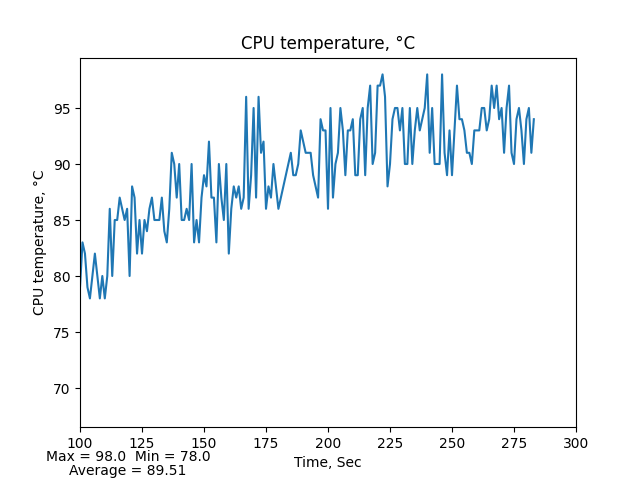 CPU temperature, °C
CPU temperature, °C
95
90
85
80
75
70
100 125 150 175 200 225 250 275 300
Time, Sec
Max = 98.0  Min = 78.0
Average = 89.51